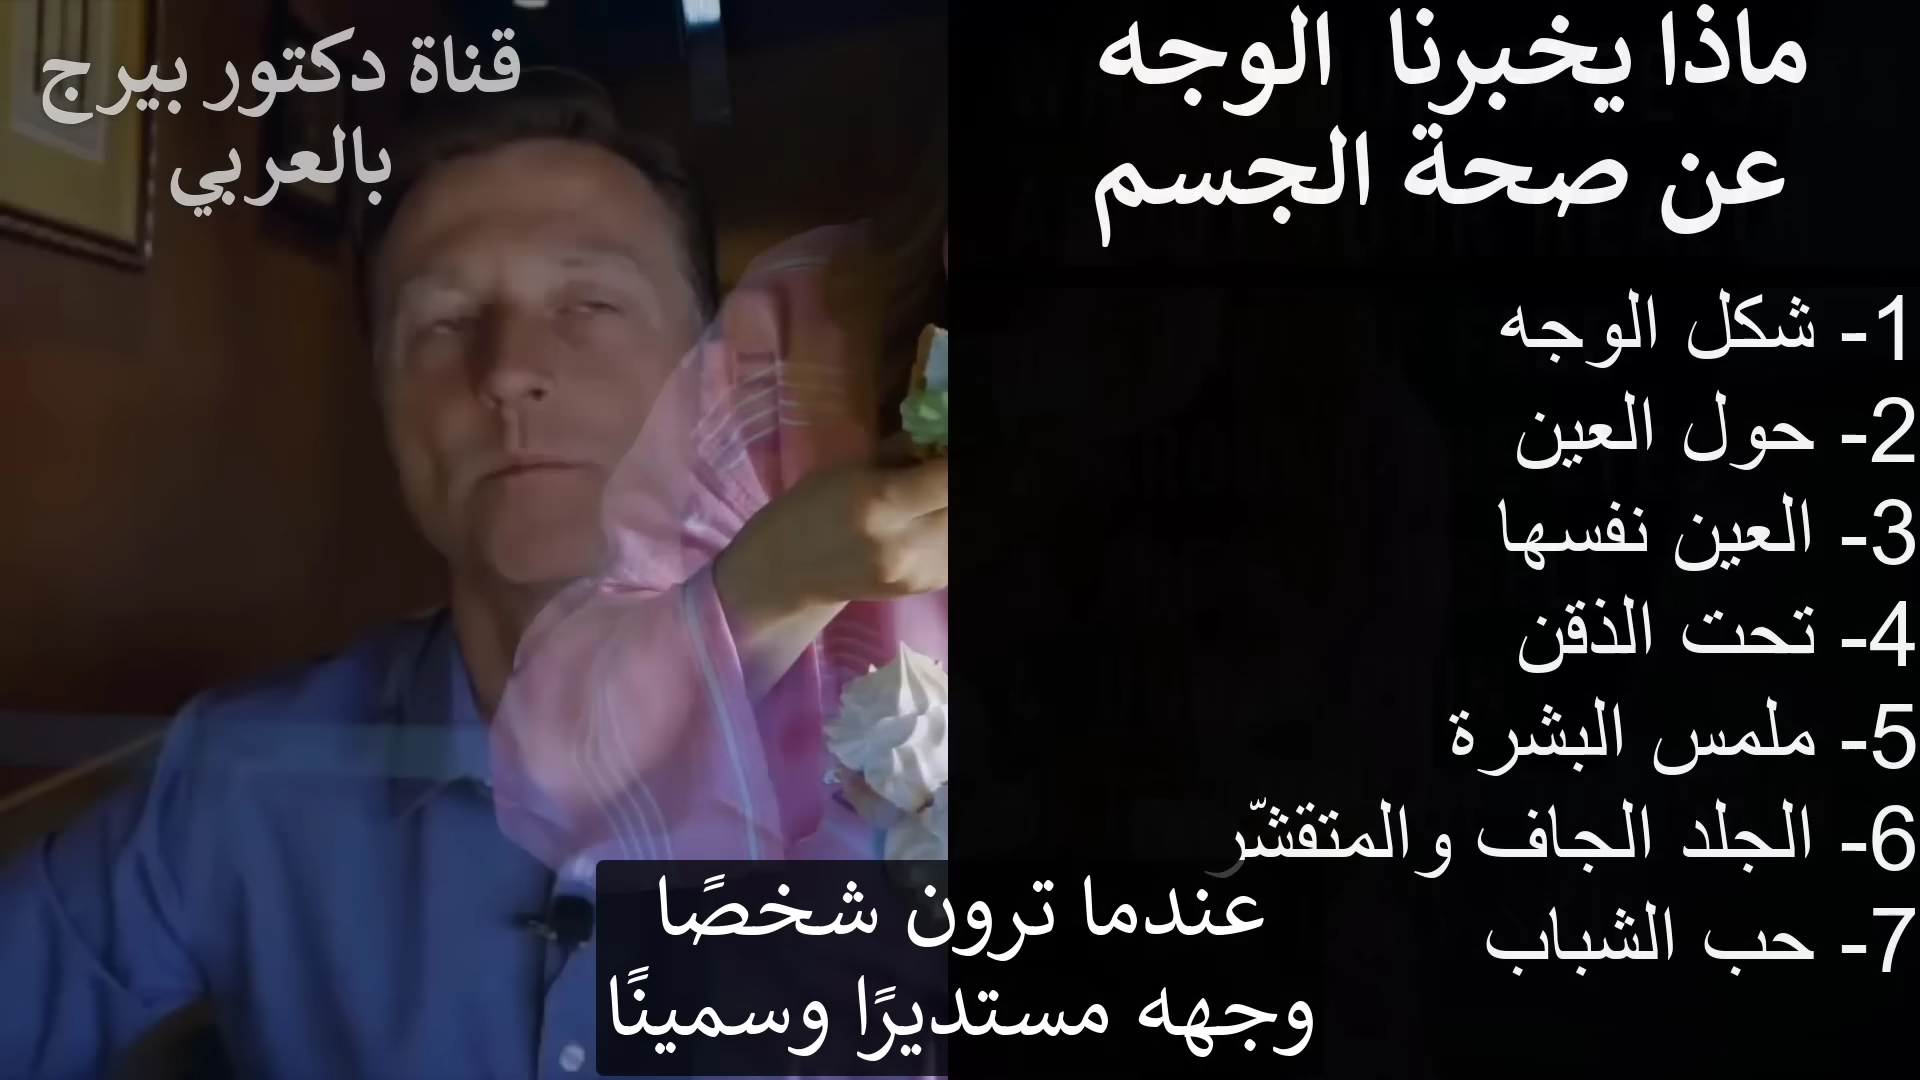 قناة دكتور بيرج
بالعربي
ماذا يخبرنا الوجه
عن صحة الجسم
1- شكل الوجه
2- حول العين
3- العين نفسها
4- تحت الذقن
5- ملمس البشرة
6- الجلد الجاف والمتقشّر
7- حب الشباب
عندما ترون شخصًا
وجهه مستديرًا وسمينًا